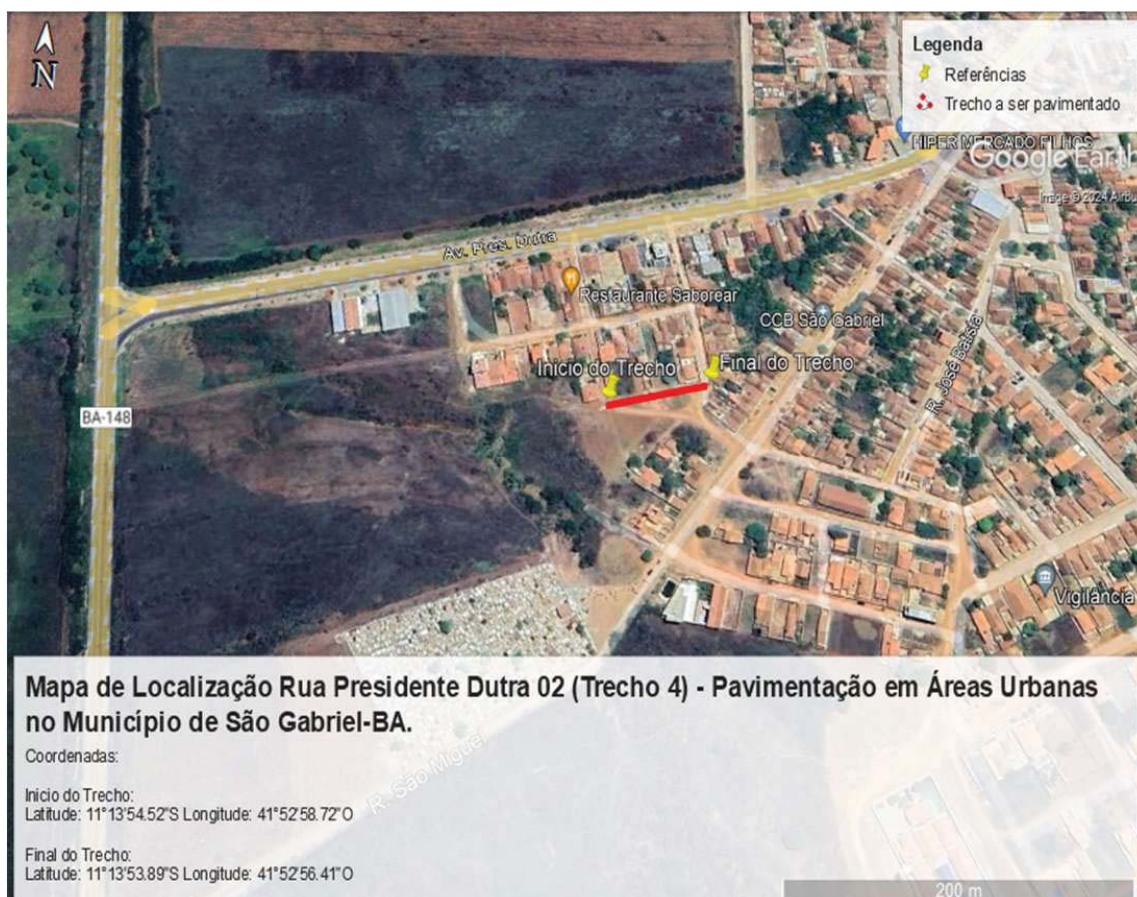 N
Legenda
Referências
Trecho a ser pavimentado
HIPER MERCADO FILHOS
Google Earth
Image © 2024 Airbu
Av. Pres. Dutra
Restaurante Saborear
CCB São Gabriel
R. José Batista
Início do Trecho
Final do Trecho
BA-148
Vigilância
Mapa de Localização Rua Presidente Dutra 02 (Trecho 4) - Pavimentação em Áreas Urbanas
no Município de São Gabriel-BA.
Coordenadas:
R. São Miguel
Inicio do Trecho:
Latitude: 11°13'54.52"S Longitude: 41°52'58.72"O
Final do Trecho:
Latitude: 11°13'53.89"S Longitude: 41°52'56.41"O
200 m